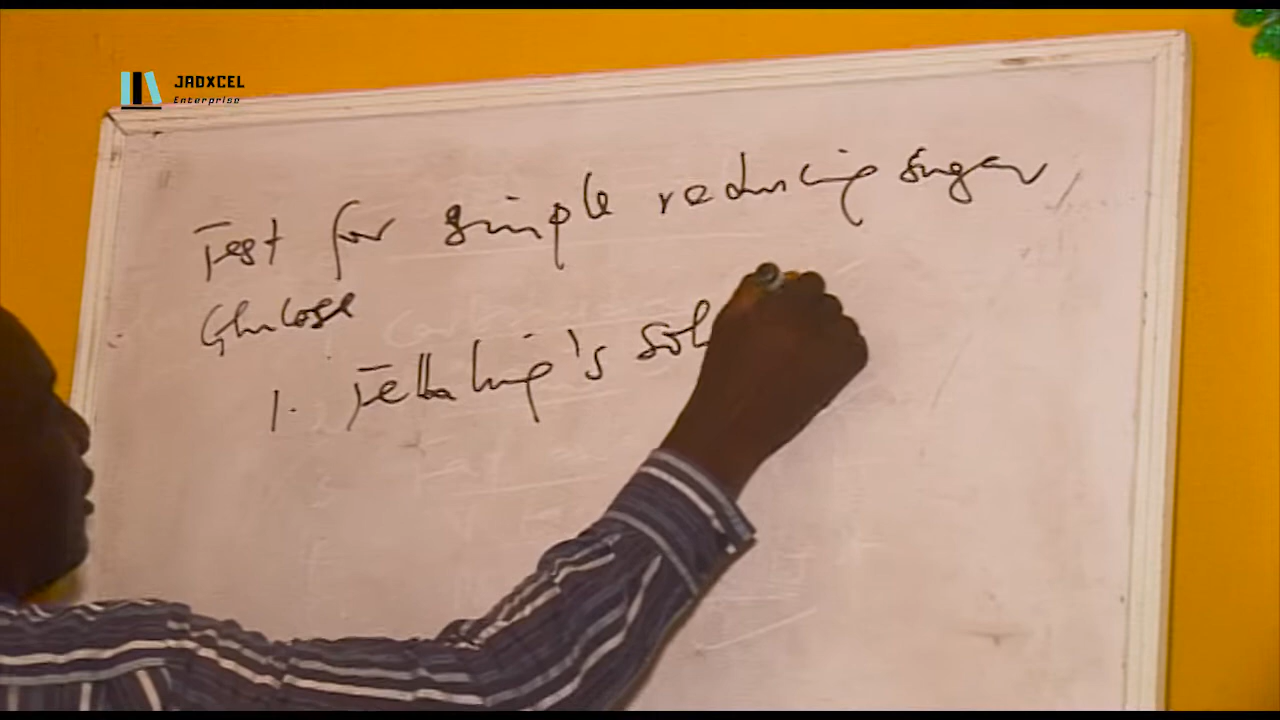 JADXCEL
Enterprise
Test for simple reducing sugar
Glucose
1. Fehling's sol